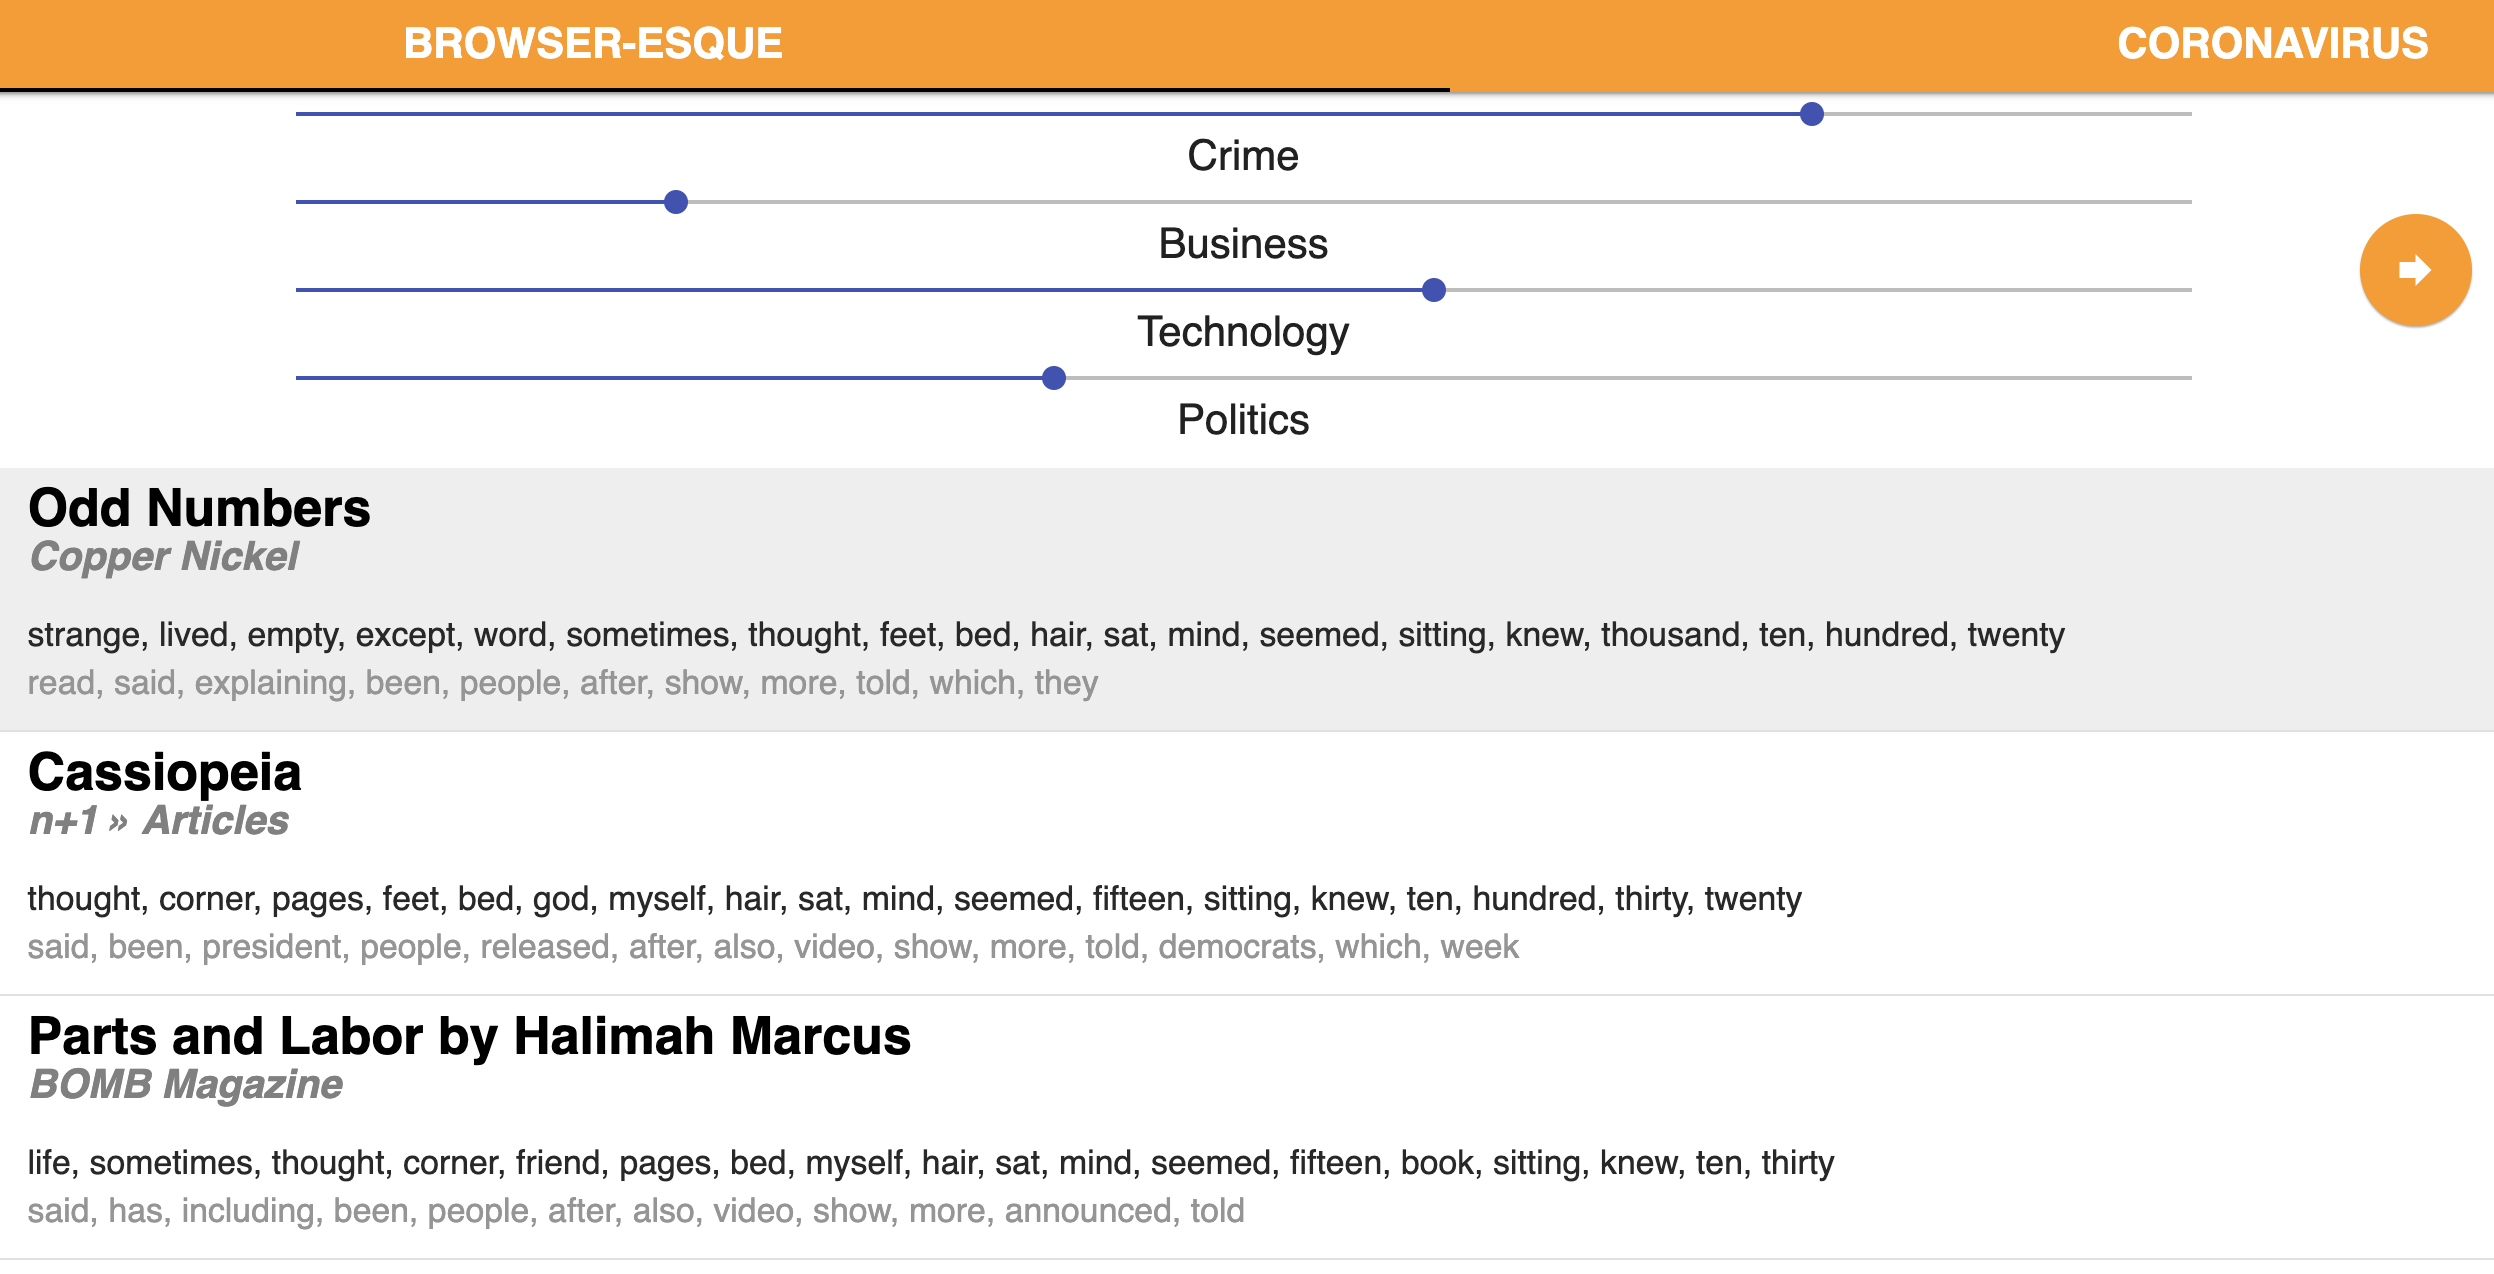 BROWSER-ESQUE
CORONAVIRUS
Crime
Business
Technology
Politics
Odd Numbers
Copper Nickel
strange, lived, empty, except, word, sometimes, thought, feet, bed, hair, sat, mind, seemed, sitting, knew, thousand, ten, hundred, twenty
read, said, explaining, been, people, after, show, more, told, which, they
Cassiopeia
n+1 » Articles
thought, corner, pages, feet, bed, god, myself, hair, sat, mind, seemed, fifteen, sitting, knew, ten, hundred, thirty, twenty
said, been, president, people, released, after, also, video, show, more, told, democrats, which, week
Parts and Labor by Halimah Marcus
BOMB Magazine
life, sometimes, thought, corner, friend, pages, bed, myself, hair, sat, mind, seemed, fifteen, book, sitting, knew, ten, thirty
said, has, including, been, people, after, also, video, show, more, announced, told